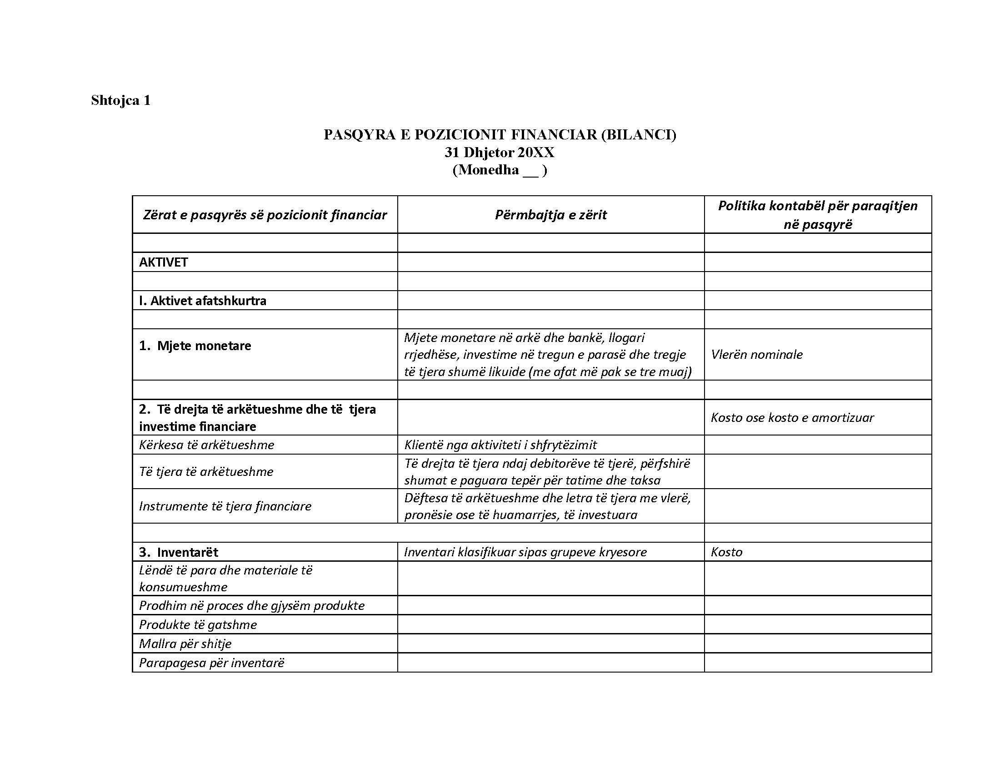 Shtojca 1
PASQYRA E POZICIONIT FINANCIAR (BILANCI)
31 Dhjetor 20XX
(Monedha __ )
Zërat e pasqyrës së pozicionit financiar
Përmbajtja e zërit
Politika kontabël për paraqitjen
në pasqyrë
AKTIVET
I. Aktivet afatshkurtra
1. Mjete monetare
Mjete monetare në arkë dhe bankë, llogari
rrjedhëse, investime në tregun e parasë dhe tregje
të tjera shumë likuide (me afat më pak se tre muaj)
Vlerën nominale
2. Të drejta të arkëtueshme dhe të tjera
investime financiare
Kosto ose kosto e amortizuar
Kërkesa të arkëtueshme
Klientë nga aktiviteti i shfrytëzimit
Të tjera të arkëtueshme
Të drejta të tjera ndaj debitorëve të tjerë, përfshirë
shumat e paguara tepër për tatime dhe taksa
Instrumente të tjera financiare
Dëftesa të arkëtueshme dhe letra të tjera me vlerë,
pronësie ose të huamarrjes, të investuara
3. Inventarët
Inventari klasifikuar sipas grupeve kryesore
Kosto
Lëndë të para dhe materiale të
konsumueshme
Prodhim në proces dhe gjysëm produkte
Produkte të gatshme
Mallra për shitje
Parapagesa për inventarë